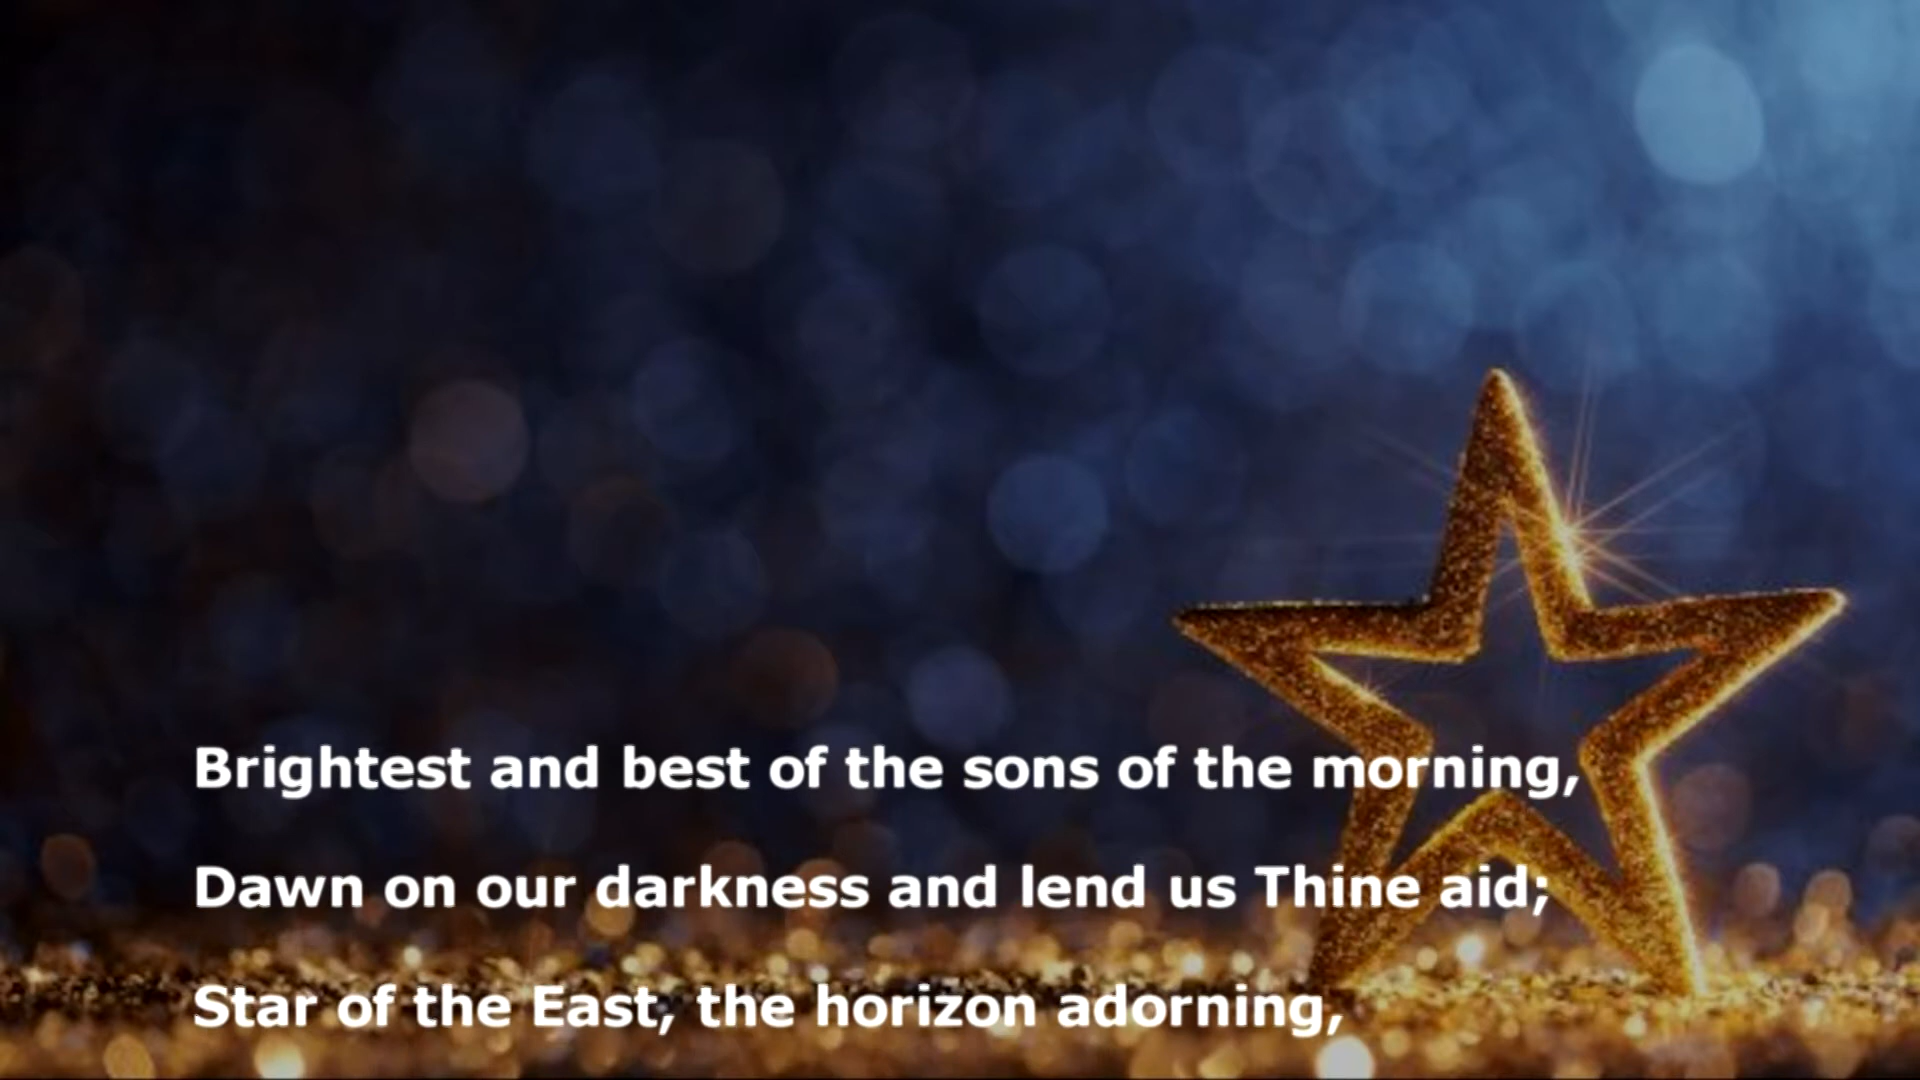 Brightest and best of the sons of the morning,
Dawn on our darkness and lend us Thine aid;
Star of the East, the horizon adorning,